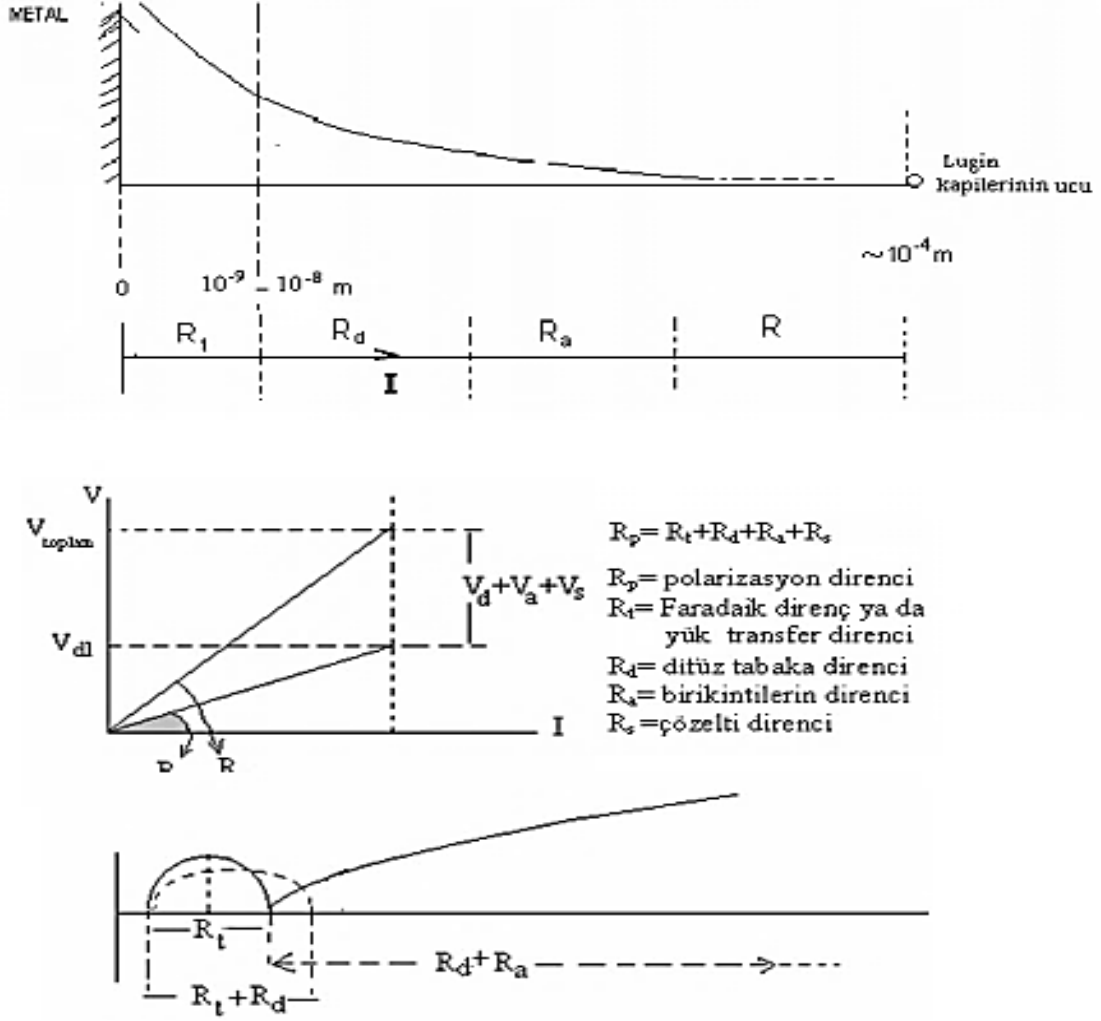 METAL
Lugin
kapilerinin ucu
~10⁻⁴ m
0
10⁻⁹ – 10⁻⁸ m
R₁
R_d
R_a
R
I
V
V_toplam
V_d+V_a+V_s
V_dl
I
R
R_p= R_t+R_d+R_a+R_s
R_p= polarizasyon direnci
R_t= Faradaik direnç ya da
yük transfer direnci
R_d= difüz tabaka direnci
R_a= birikintilerin direnci
R_s =çözelti direnci
R_t
R_d+R_a
R_t+R_d